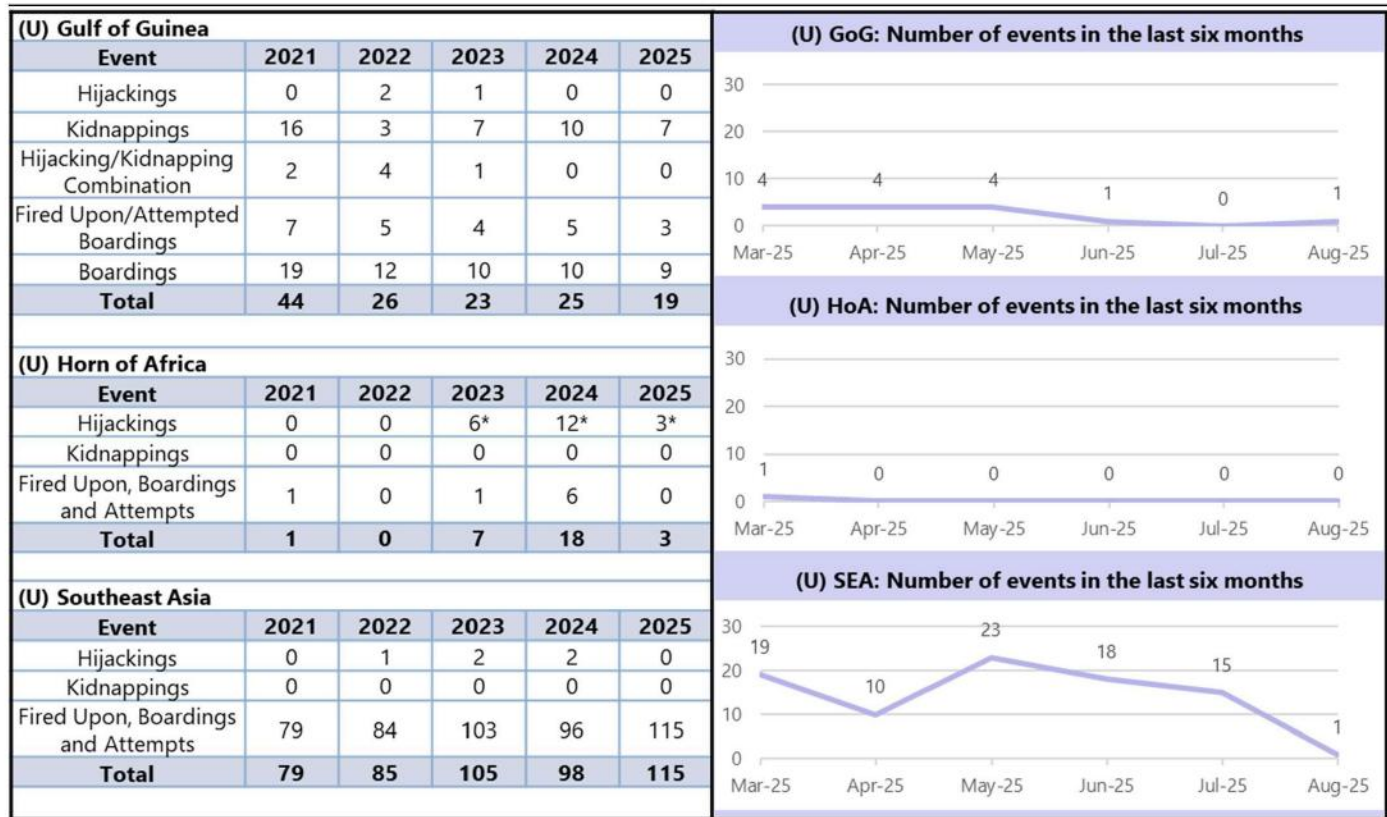 (U) Gulf of Guinea
Event 2021 2022 2023 2024 2025
Hijackings 0 2 1 0 0
Kidnappings 16 3 7 10 7
Hijacking/Kidnapping
Combination 2 4 1 0 0
Fired Upon/Attempted
Boardings 7 5 4 5 3
Boardings 19 12 10 10 9
Total 44 26 23 25 19
(U) Horn of Africa
Event 2021 2022 2023 2024 2025
Hijackings 0 0 6* 12* 3*
Kidnappings 0 0 0 0 0
Fired Upon, Boardings
and Attempts 1 0 1 6 0
Total 1 0 7 18 3
(U) Southeast Asia
Event 2021 2022 2023 2024 2025
Hijackings 0 1 2 2 0
Kidnappings 0 0 0 0 0
Fired Upon, Boardings
and Attempts 79 84 103 96 115
Total 79 85 105 98 115
(U) GoG: Number of events in the last six months
30
20
10
0
4 4 4 1 0 1
Mar-25 Apr-25 May-25 Jun-25 Jul-25 Aug-25
(U) HoA: Number of events in the last six months
30
20
10
0
1 0 0 0 0 0
Mar-25 Apr-25 May-25 Jun-25 Jul-25 Aug-25
(U) SEA: Number of events in the last six months
30
20
10
0
19 10 23 18 15 1
Mar-25 Apr-25 May-25 Jun-25 Jul-25 Aug-25